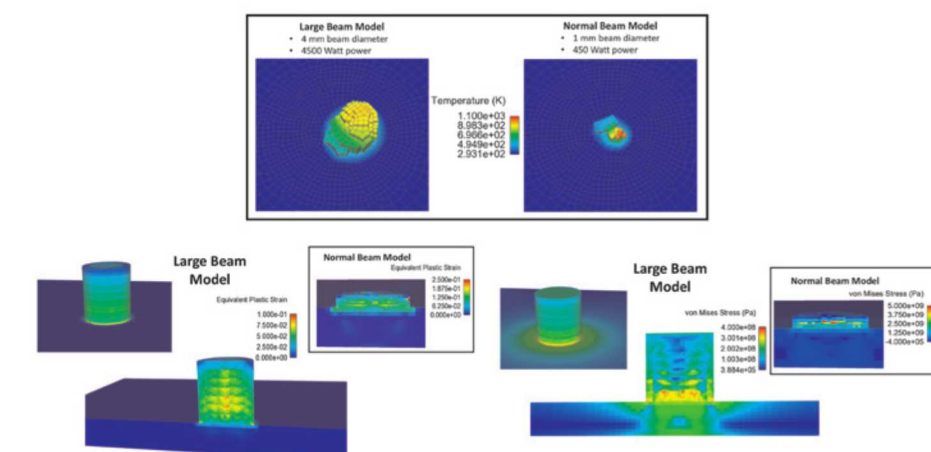 Large Beam Model
• 4 mm beam diameter
• 4500 Watt power
Normal Beam Model
• 1 mm beam diameter
• 450 Watt power
Temperature (K)
1.100e+03
8.983e+02
6.966e+02
4.949e+02
2.931e+02
Large Beam
Model
Equivalent Plastic Strain
1.000e-01
7.500e-02
5.000e-02
2.500e-02
0.000e+00
Normal Beam Model
Equivalent Plastic Strain
2.500e-01
1.875e-01
1.250e-01
6.250e-02
0.000e+00
Large Beam
Model
von Mises Stress (Pa)
4.000e+08
3.001e+08
2.002e+08
1.003e+08
3.884e+05
Normal Beam Model
von Mises Stress (Pa)
5.000e+09
3.750e+09
2.500e+09
1.250e+09
-4.000e+05